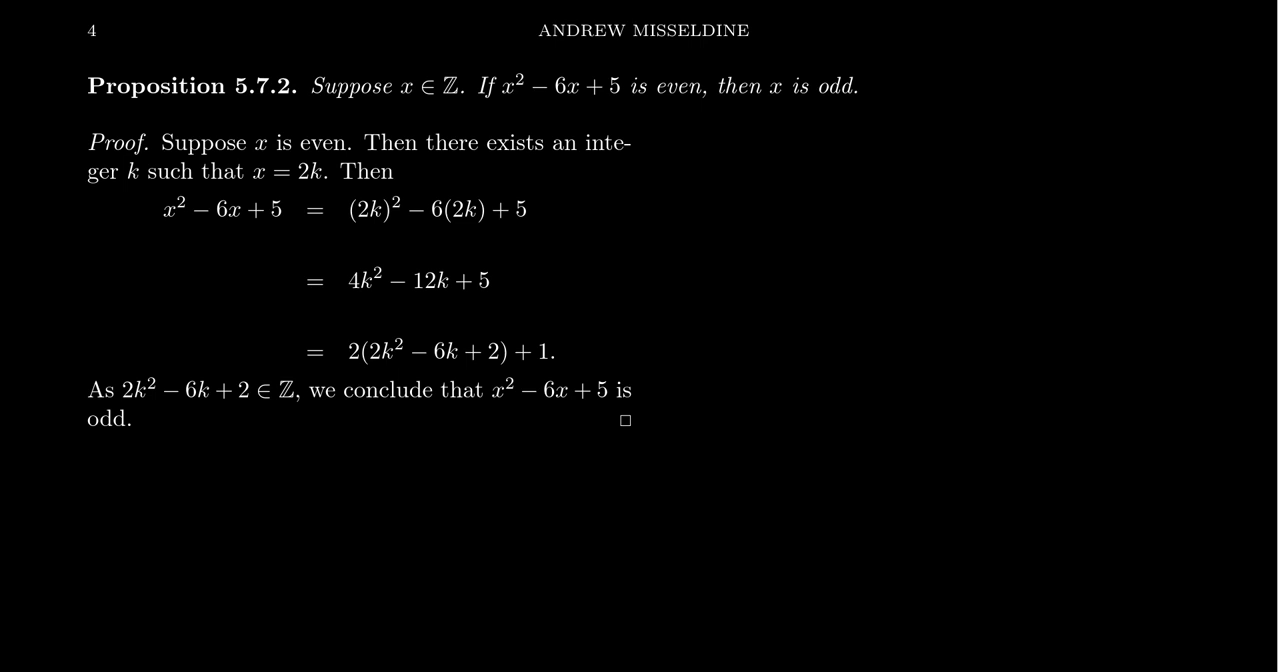 4 ANDREW MISSELDINE
Proposition 5.7.2. Suppose x ∈ ℤ. If x² − 6x + 5 is even, then x is odd.
Proof. Suppose x is even. Then there exists an inte-
ger k such that x = 2k. Then
x² − 6x + 5 = (2k)² − 6(2k) + 5
= 4k² − 12k + 5
= 2(2k² − 6k + 2) + 1.
As 2k² − 6k + 2 ∈ ℤ, we conclude that x² − 6x + 5 is
odd. □